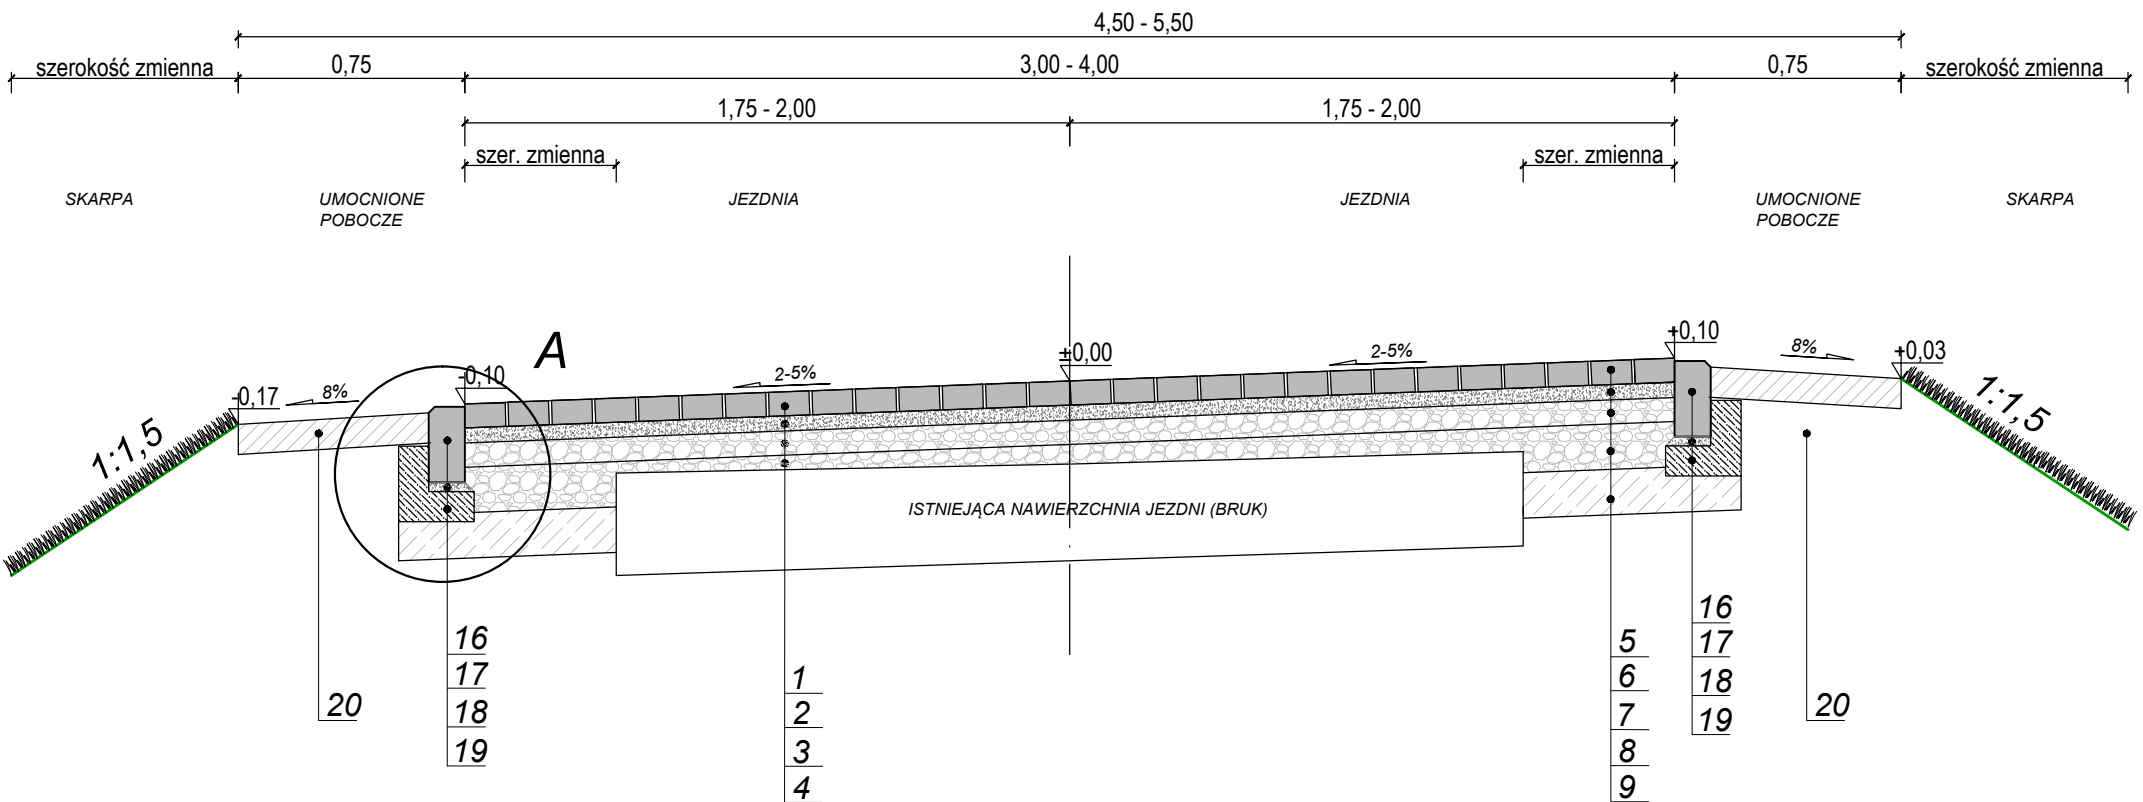 4,50 - 5,50
szerokość zmienna 0,75 3,00 - 4,00 0,75 szerokość zmienna
1,75 - 2,00 1,75 - 2,00
szer. zmienna szer. zmienna
SKARPA UMOCNIONE JEZDNIA JEZDNIA UMOCNIONE SKARPA
POBOCZE POBOCZE
+0,10
A ±0,00 2-5% 8% +0,03
-0,10 2-5%
-0,17 8%
1:1,5 1:1,5
ISTNIEJĄCA NAWIERZCHNIA JEZDNI (BRUK)
16 5 16
17 1 6 17
20 18 2 7 18 20
19 3 8 19
4 9